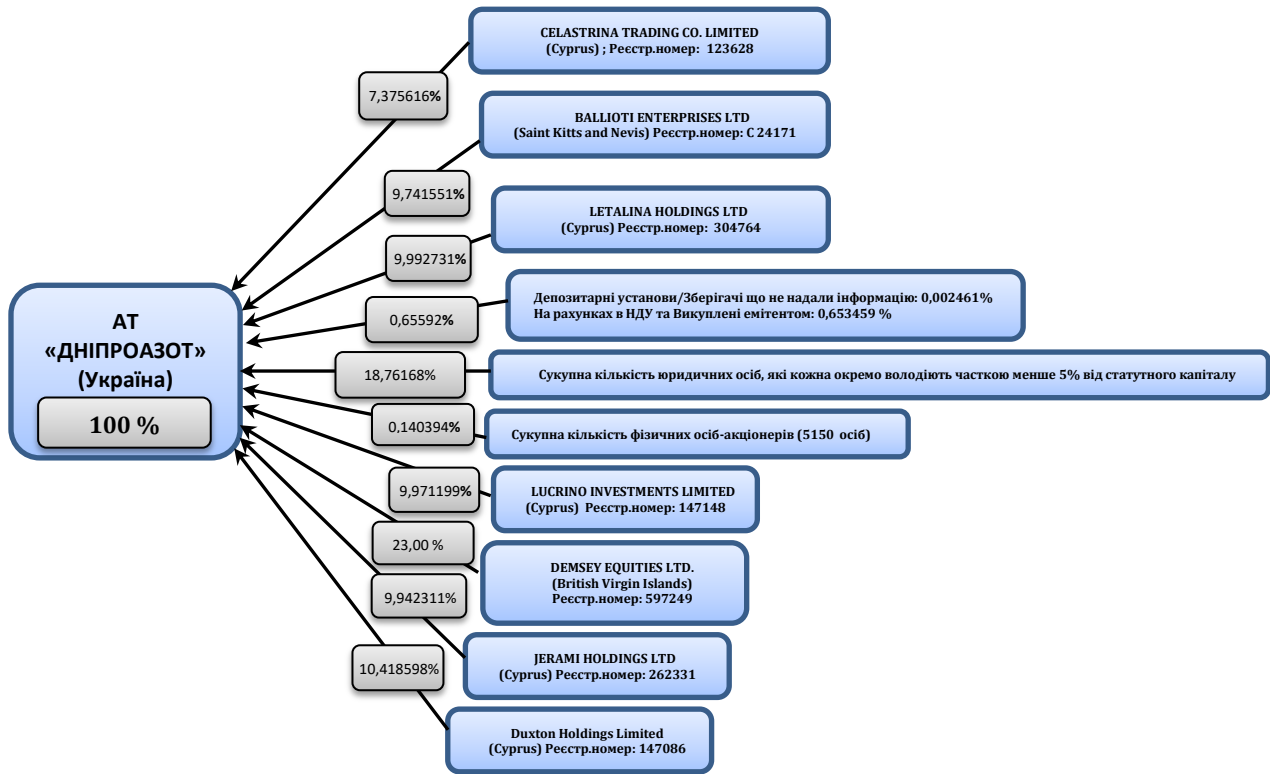 CELASTRINA TRADING CO. LIMITED
(Cyprus) ; Реєстр.номер: 123628
7,375616%
BALLIOTI ENTERPRISES LTD
(Saint Kitts and Nevis) Реєстр.номер: C 24171
9,741551%
LETALINA HOLDINGS LTD
(Cyprus) Реєстр.номер: 304764
9,992731%
Депозитарні установи/Зберігачі що не надали інформацію: 0,002461%
На рахунках в НДУ та Викуплені емітентом: 0,653459 %
0,65592%
АТ
«ДНІПРОАЗОТ»
(Україна)
100 %
18,76168%
Сукупна кількість юридичних осіб, які кожна окремо володіють часткою менше 5% від статутного капіталу
0,140394%
Сукупна кількість фізичних осіб-акціонерів (5150 осіб)
9,971199%
LUCRINO INVESTMENTS LIMITED
(Cyprus) Реєстр.номер: 147148
23,00 %
DEMSEY EQUITIES LTD.
(British Virgin Islands)
Реєстр.номер: 597249
9,942311%
JERAMI HOLDINGS LTD
(Cyprus) Реєстр.номер: 262331
10,418598%
Duxton Holdings Limited
(Cyprus) Реєстр.номер: 147086